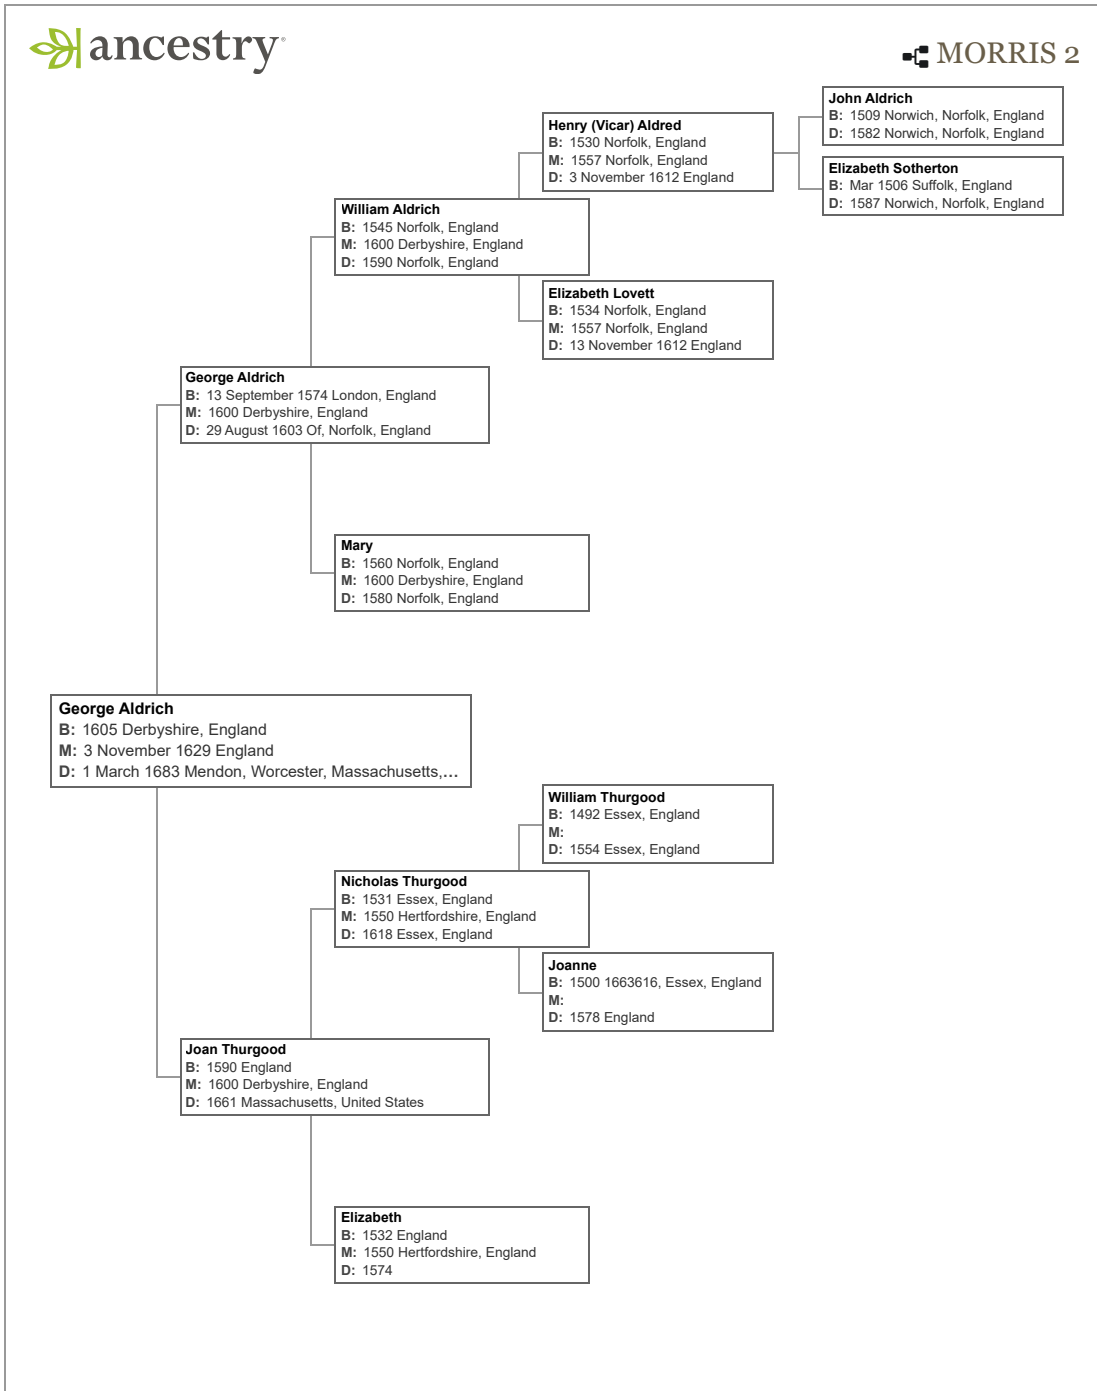 ancestry®
MORRIS 2
John Aldrich
B: 1509 Norwich, Norfolk, England
D: 1582 Norwich, Norfolk, England
Henry (Vicar) Aldred
B: 1530 Norfolk, England
M: 1557 Norfolk, England
D: 3 November 1612 England
Elizabeth Sotherton
B: Mar 1506 Suffolk, England
D: 1587 Norwich, Norfolk, England
William Aldrich
B: 1545 Norfolk, England
M: 1600 Derbyshire, England
D: 1590 Norfolk, England
Elizabeth Lovett
B: 1534 Norfolk, England
M: 1557 Norfolk, England
D: 13 November 1612 England
George Aldrich
B: 13 September 1574 London, England
M: 1600 Derbyshire, England
D: 29 August 1603 Of, Norfolk, England
Mary
B: 1560 Norfolk, England
M: 1600 Derbyshire, England
D: 1580 Norfolk, England
George Aldrich
B: 1605 Derbyshire, England
M: 3 November 1629 England
D: 1 March 1683 Mendon, Worcester, Massachusetts,...
William Thurgood
B: 1492 Essex, England
M:
D: 1554 Essex, England
Nicholas Thurgood
B: 1531 Essex, England
M: 1550 Hertfordshire, England
D: 1618 Essex, England
Joanne
B: 1500 1663616, Essex, England
M:
D: 1578 England
Joan Thurgood
B: 1590 England
M: 1600 Derbyshire, England
D: 1661 Massachusetts, United States
Elizabeth
B: 1532 England
M: 1550 Hertfordshire, England
D: 1574